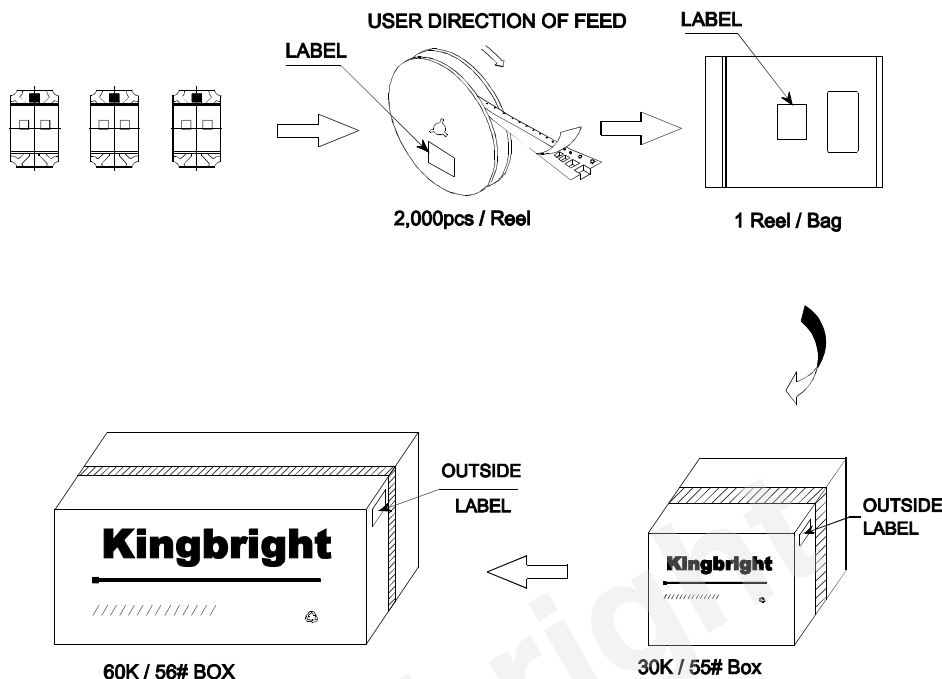 USER DIRECTION OF FEED
LABEL
LABEL
2,000pcs / Reel
1 Reel / Bag
OUTSIDE
LABEL
OUTSIDE
LABEL
Kingbright
Kingbright
60K / 56# BOX
30K / 55# Box
right